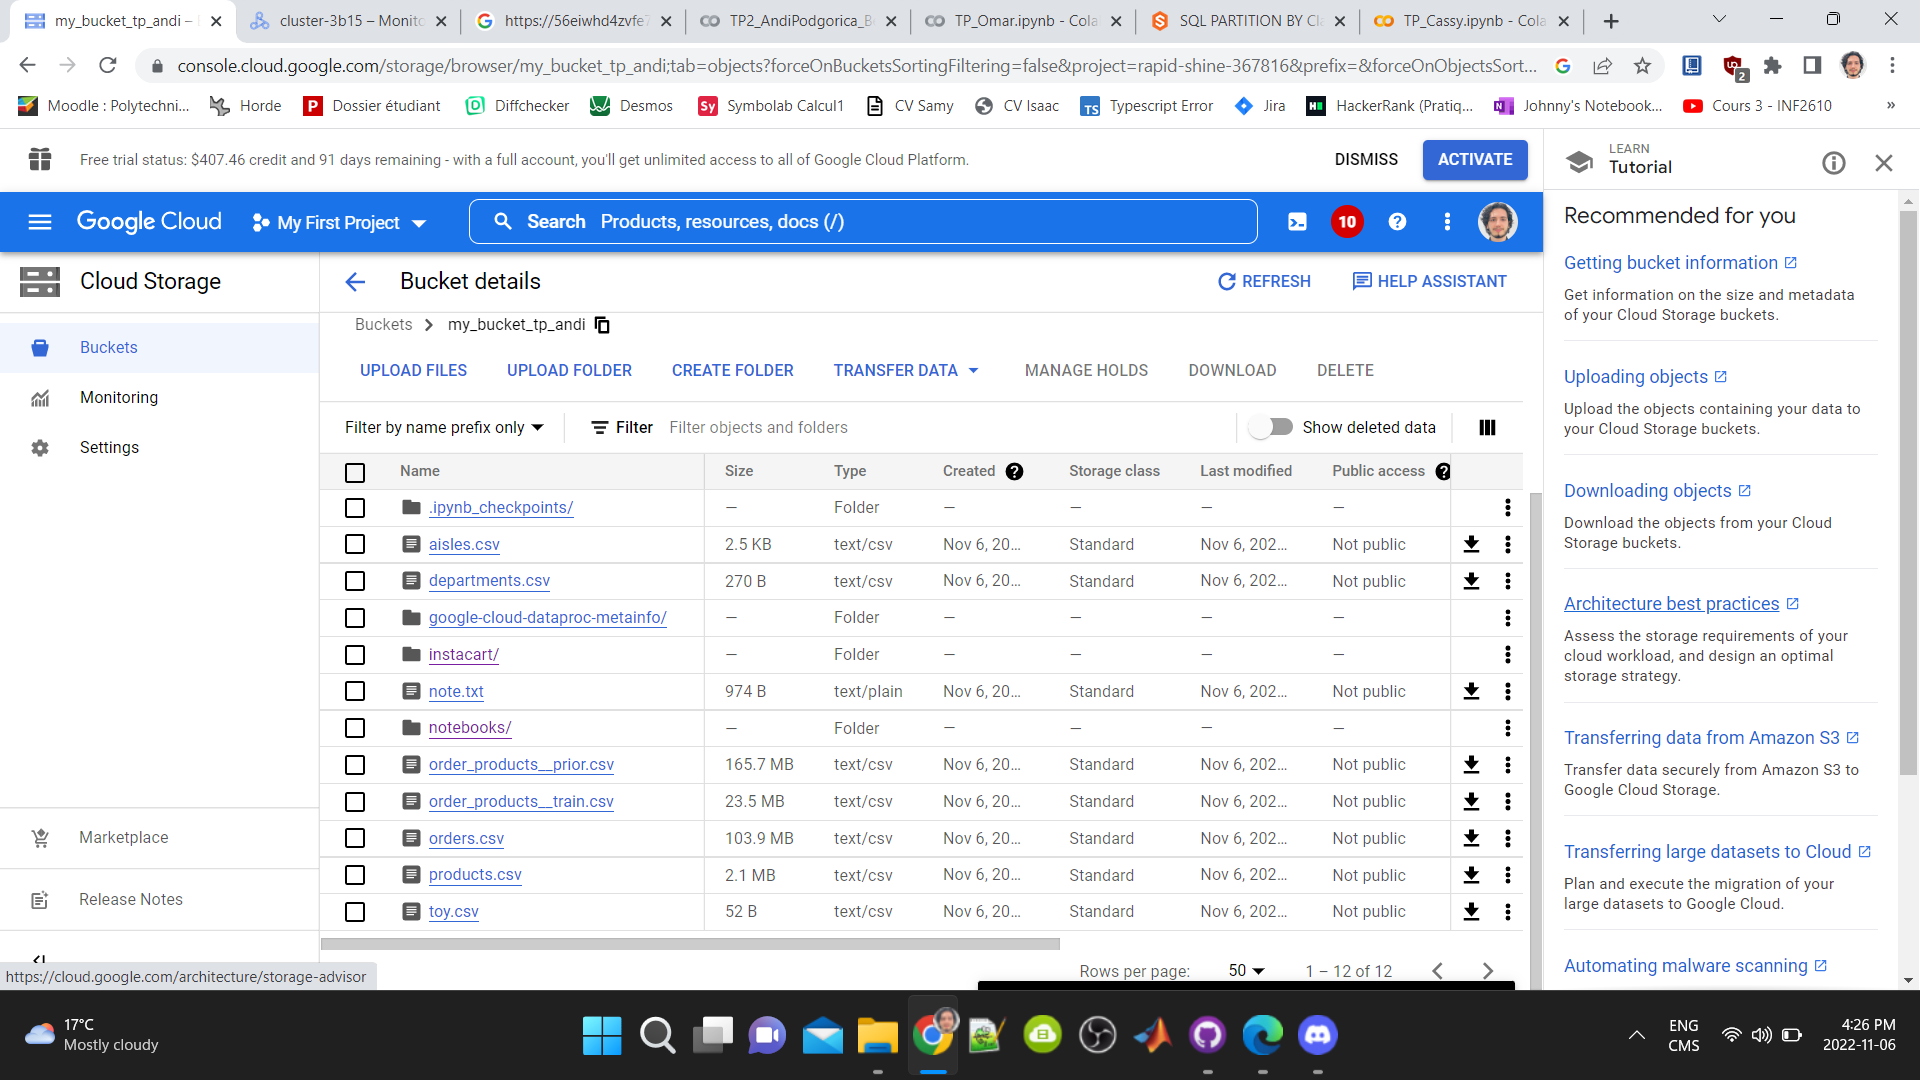 my_bucket_tp_andi –
cluster-3b15 – Monito
https://56eiwhd4zvfe7
TP2_AndiPodgorica_B
TP_Omar.ipynb - Cola
SQL PARTITION BY Cl
TP_Cassy.ipynb - Cola
console.cloud.google.com/storage/browser/my_bucket_tp_andi;tab=objects?forceOnBucketsSortingFiltering=false&project=rapid-shine-367816&prefix=&forceOnObjectsSort...
2
Moodle : Polytechni...
Horde
Dossier étudiant
Diffchecker
Desmos
Symbolab Calcul1
CV Samy
CV Isaac
Typescript Error
Jira
HackerRank (Pratiq...
Johnny's Notebook...
Cours 3 - INF2610
»
Free trial status: $407.46 credit and 91 days remaining - with a full account, you'll get unlimited access to all of Google Cloud Platform.
DISMISS
ACTIVATE
LEARN
Tutorial
Google Cloud
My First Project
Search Products, resources, docs (/)
10
Cloud Storage
Buckets
Monitoring
Settings
Marketplace
Release Notes
Bucket details
REFRESH
HELP ASSISTANT
Buckets > my_bucket_tp_andi
UPLOAD FILES
UPLOAD FOLDER
CREATE FOLDER
TRANSFER DATA
MANAGE HOLDS
DOWNLOAD
DELETE
Filter by name prefix only
Filter Filter objects and folders
Show deleted data
Name Size Type Created Storage class Last modified Public access
.ipynb_checkpoints/ — Folder — — — —
aisles.csv 2.5 KB text/csv Nov 6, 20... Standard Nov 6, 202... Not public
departments.csv 270 B text/csv Nov 6, 20... Standard Nov 6, 202... Not public
google-cloud-dataproc-metainfo/ — Folder — — — —
instacart/ — Folder — — — —
note.txt 974 B text/plain Nov 6, 20... Standard Nov 6, 202... Not public
notebooks/ — Folder — — — —
order_products__prior.csv 165.7 MB text/csv Nov 6, 20... Standard Nov 6, 202... Not public
order_products__train.csv 23.5 MB text/csv Nov 6, 20... Standard Nov 6, 202... Not public
orders.csv 103.9 MB text/csv Nov 6, 20... Standard Nov 6, 202... Not public
products.csv 2.1 MB text/csv Nov 6, 20... Standard Nov 6, 202... Not public
toy.csv 52 B text/csv Nov 6, 20... Standard Nov 6, 202... Not public
Rows per page: 50 1 – 12 of 12
Recommended for you
Getting bucket information
Get information on the size and metadata
of your Cloud Storage buckets.
Uploading objects
Upload the objects containing your data to
your Cloud Storage buckets.
Downloading objects
Download the objects from your Cloud
Storage buckets.
Architecture best practices
Assess the storage requirements of your
cloud workload, and design an optimal
storage strategy.
Transferring data from Amazon S3
Transfer data securely from Amazon S3 to
Google Cloud Storage.
Transferring large datasets to Cloud
Plan and execute the migration of your
large datasets to Google Cloud.
Automating malware scanning
https://cloud.google.com/architecture/storage-advisor
17°C
Mostly cloudy
ENG
CMS
4:26 PM
2022-11-06